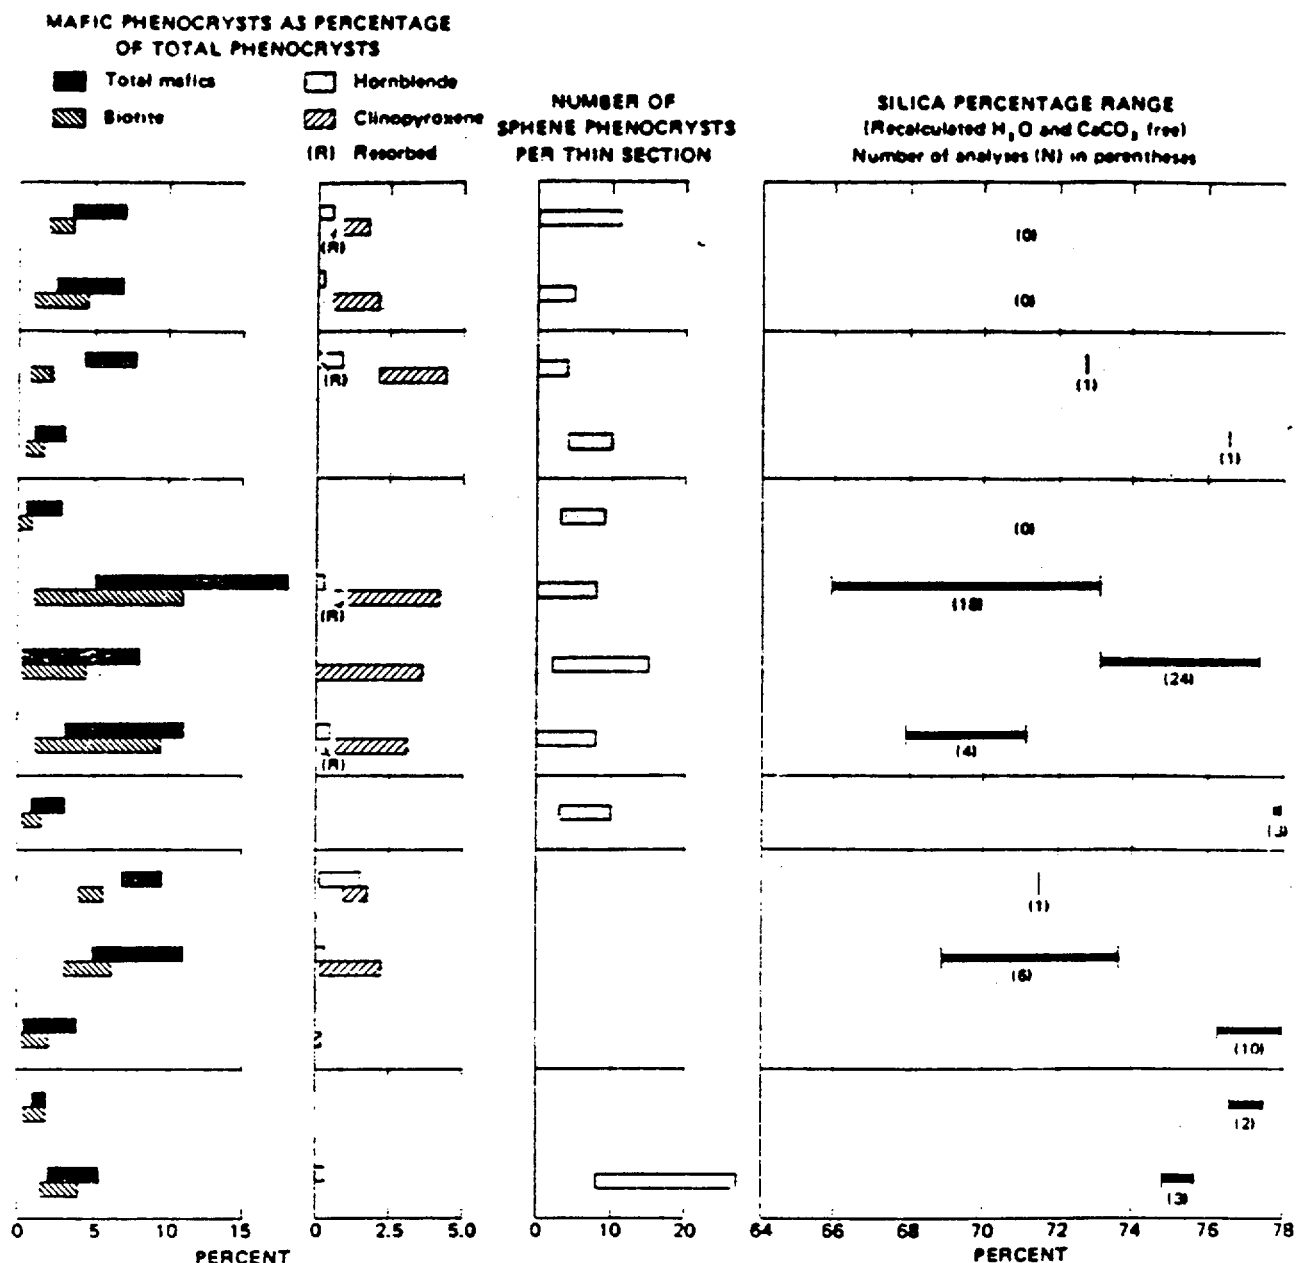 MAFIC PHENOCRYSTS AS PERCENTAGE
OF TOTAL PHENOCRYSTS
Total mafics
Hornblende
Biotite
Clinopyroxene
(R) Resorbed
NUMBER OF
SPHENE PHENOCRYSTS
PER THIN SECTION
SILICA PERCENTAGE RANGE
(Recalculated H₂O and CaCO₃ free)
Number of analyses (N) in parentheses
(R)
(0)
(0)
(R)
(1)
(1)
(0)
(R)
(18)
(24)
(R)
(4)
(3)
(1)
(6)
(10)
(2)
(3)
0 5 10 15
0 2.5 5.0
0 10 20
64 66 68 70 72 74 76 78
PERCENT
PERCENT